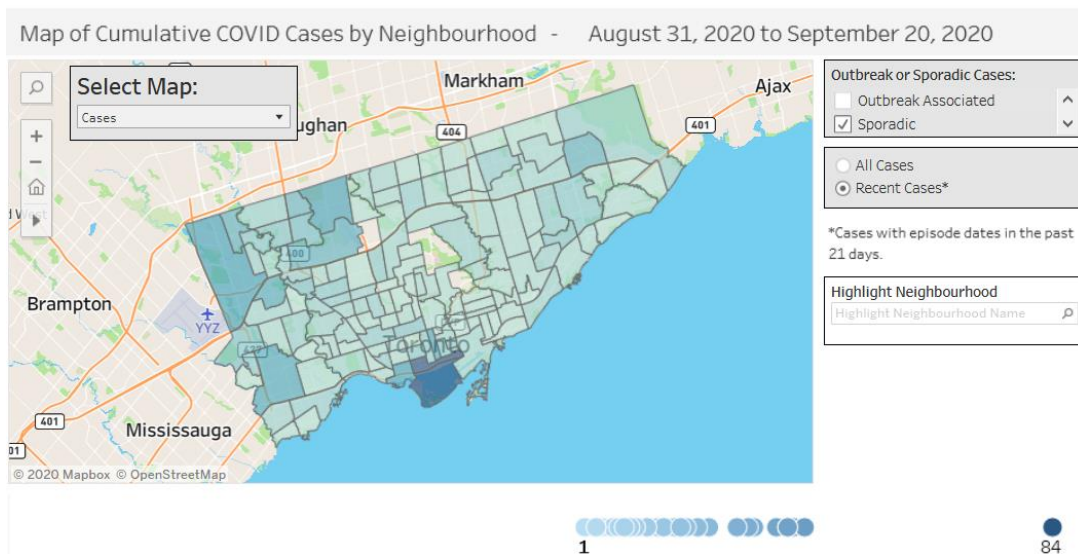 Map of Cumulative COVID Cases by Neighbourhood - August 31, 2020 to September 20, 2020
Select Map:
Cases
Markham
Ajax
ughan
404
401
400
Brampton
YYZ
427
Toronto
401
Mississauga
© 2020 Mapbox © OpenStreetMap
Outbreak or Sporadic Cases:
Outbreak Associated
Sporadic
All Cases
Recent Cases*
*Cases with episode dates in the past
21 days.
Highlight Neighbourhood
Highlight Neighbourhood Name
1
84